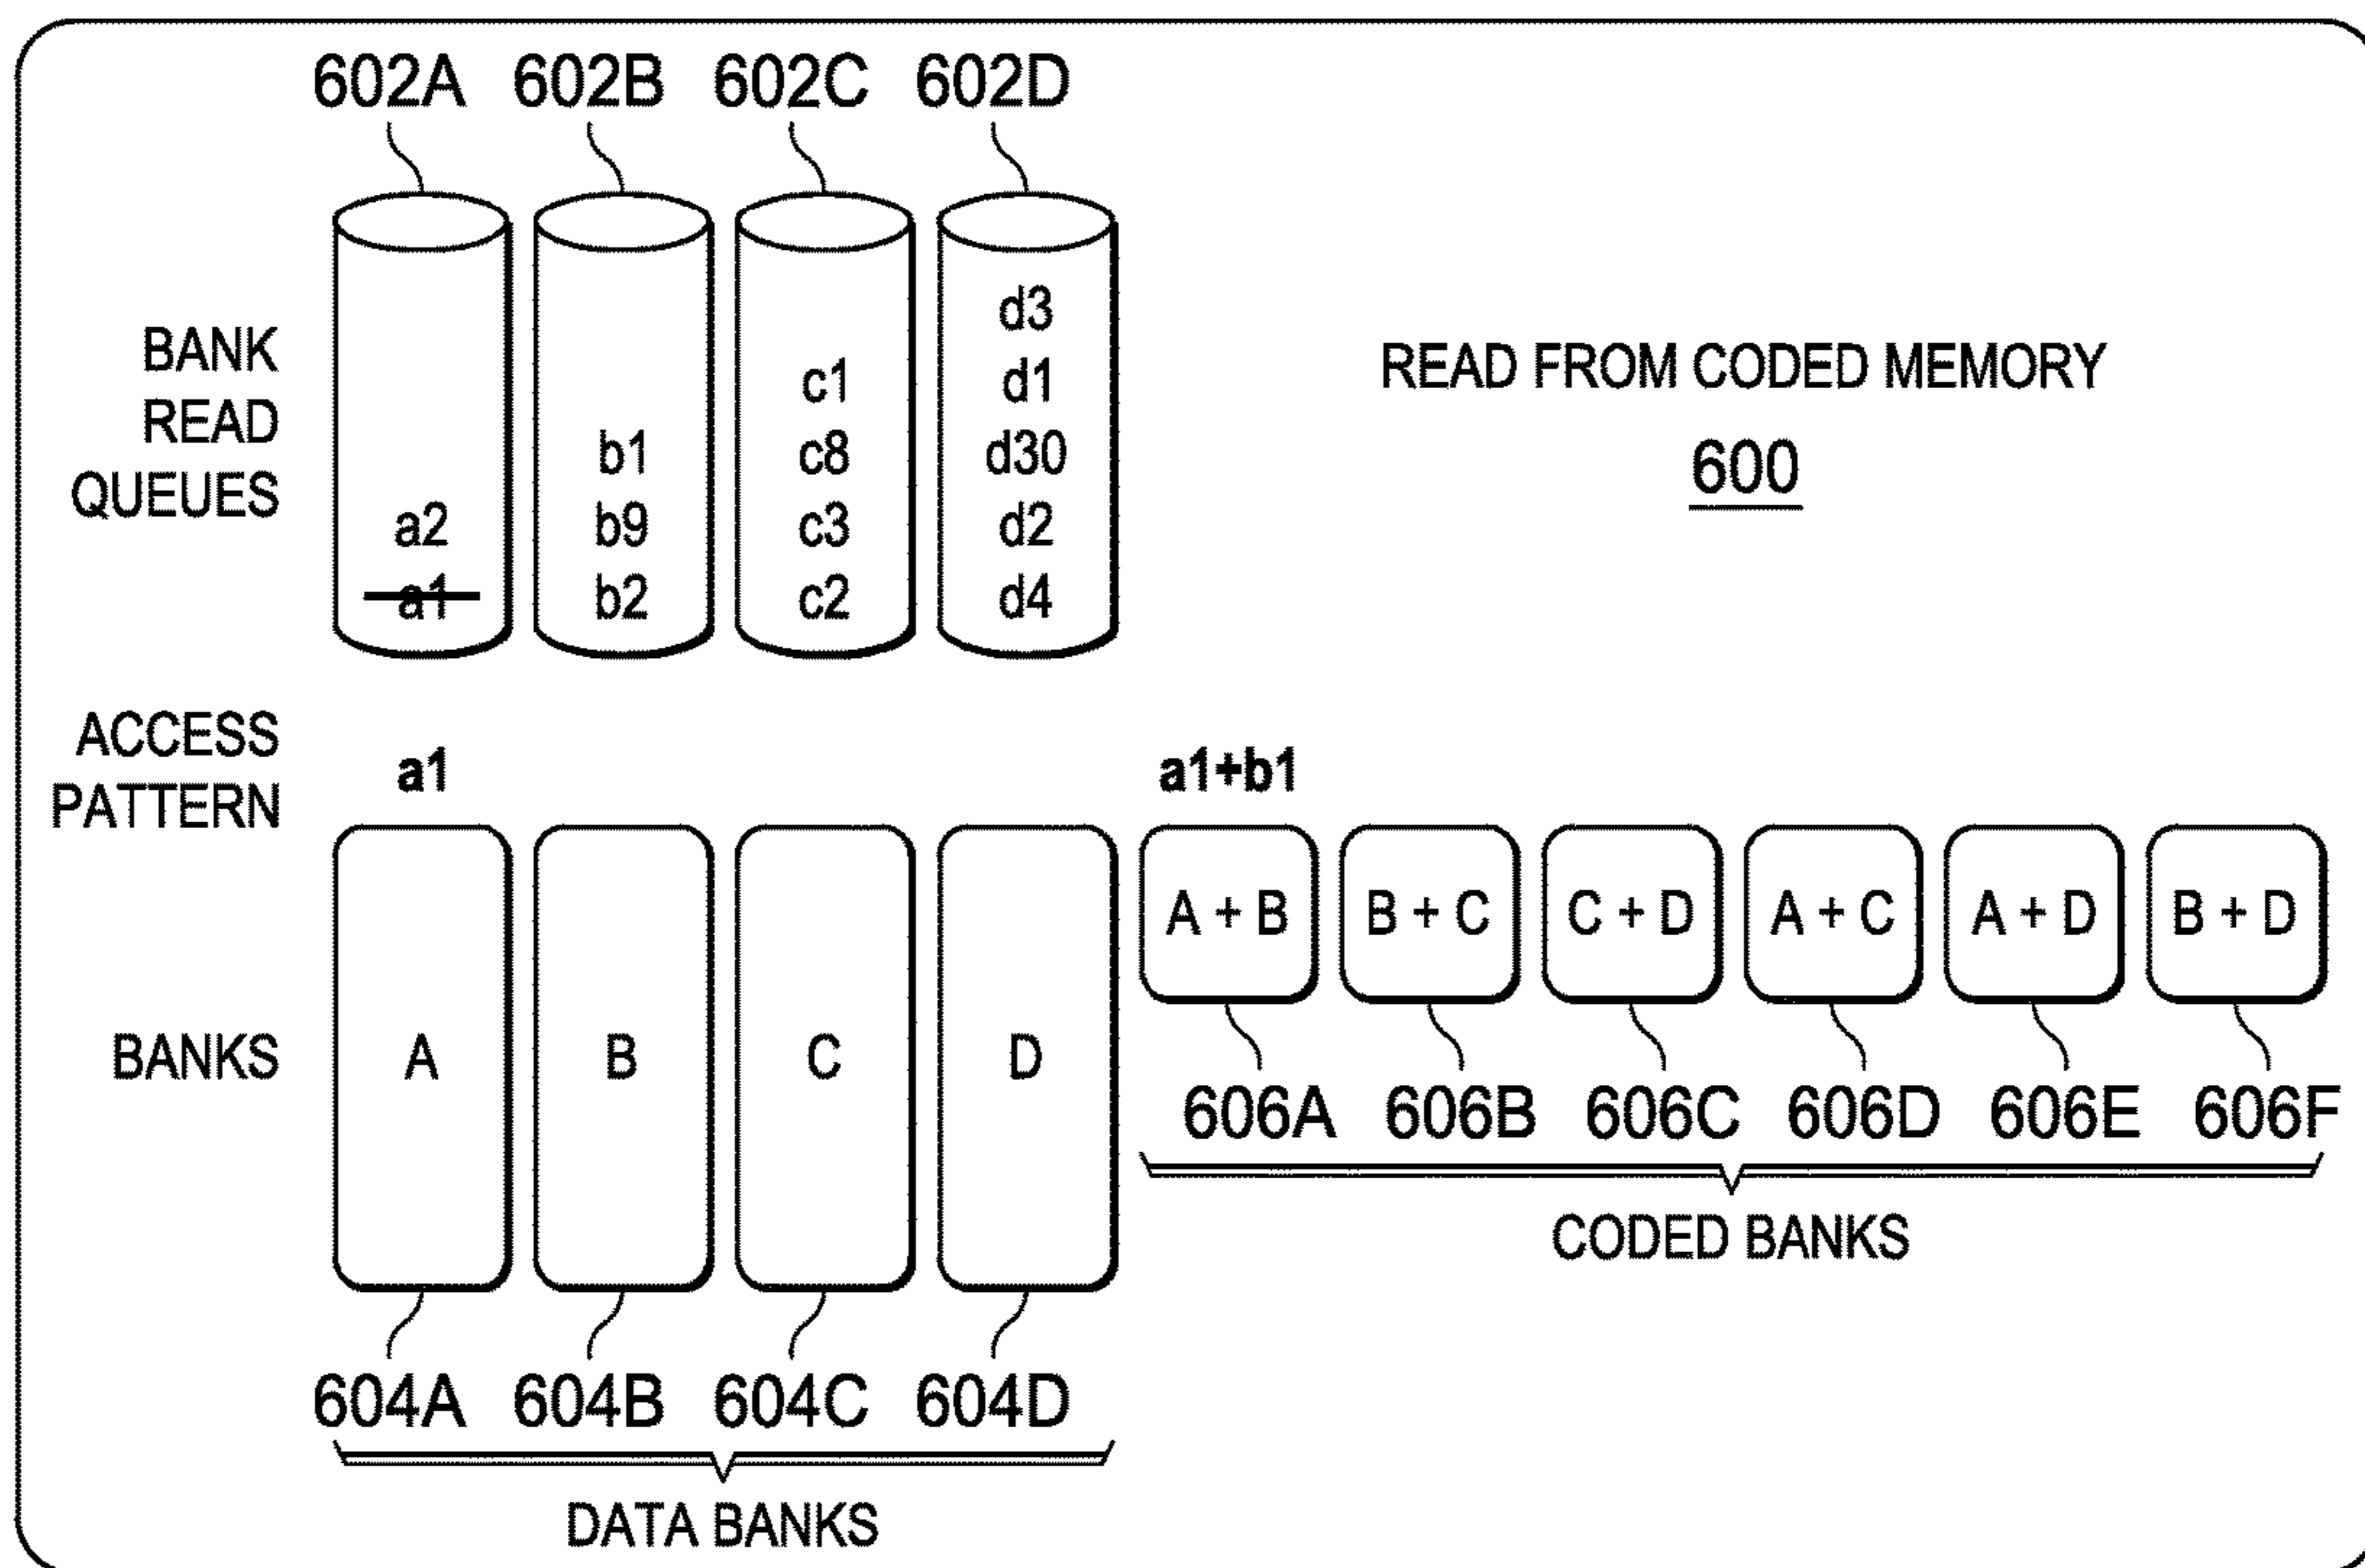 602A 602B 602C 602D
d3
BANK c1 d1
READ b1 c8 d30
QUEUES a2 b9 c3 d2
a1 b2 c2 d4
READ FROM CODED MEMORY
600
ACCESS
PATTERN
a1 a1+b1
A + B B + C C + D A + C A + D B + D
BANKS A B C D
606A 606B 606C 606D 606E 606F
CODED BANKS
604A 604B 604C 604D
DATA BANKS